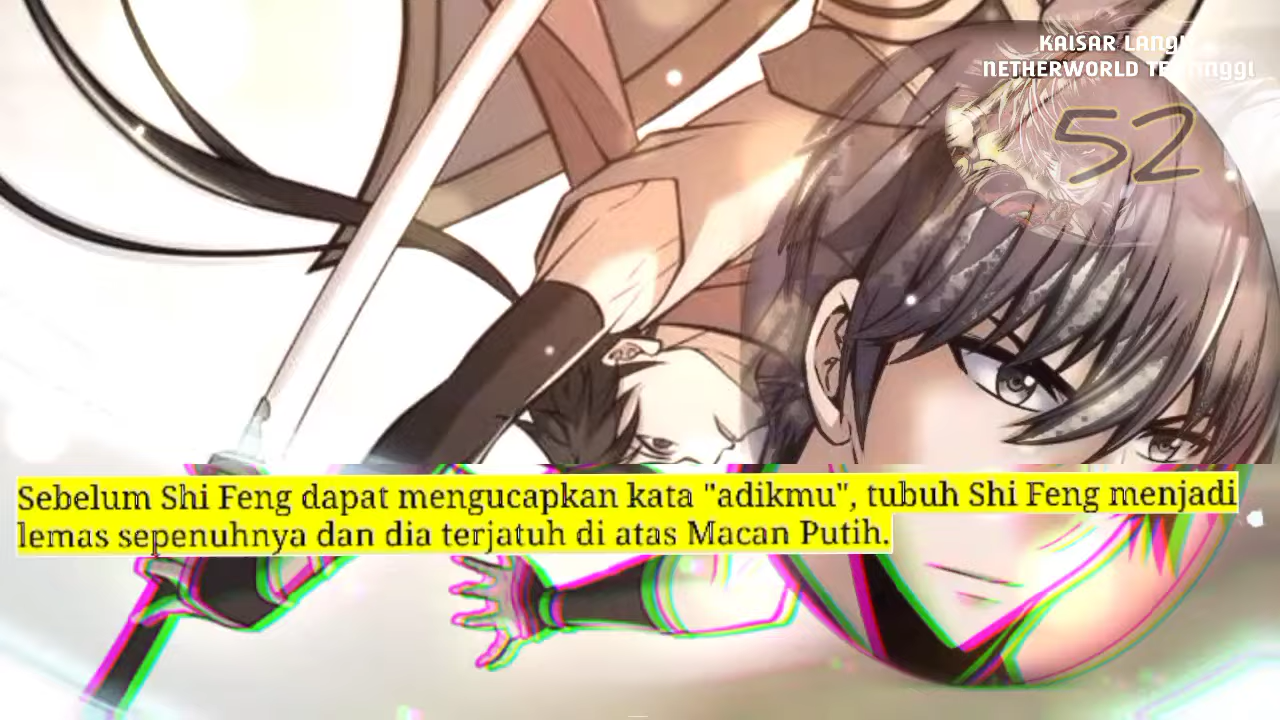 KAISAR LANGI
NETHERWORLD TERTINGGI
52
Sebelum Shi Feng dapat mengucapkan kata "adikmu", tubuh Shi Feng menjadi
lemas sepenuhnya dan dia terjatuh di atas Macan Putih.